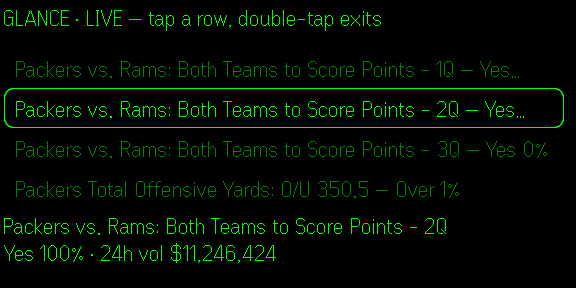 GLANCE · LIVE — tap a row, double-tap exits
Packers vs. Rams: Both Teams to Score Points - 1Q — Yes…
Packers vs. Rams: Both Teams to Score Points - 2Q — Yes…
Packers vs. Rams: Both Teams to Score Points - 3Q — Yes 0%
Packers Total Offensive Yards: O/U 350.5 — Over 1%
Packers vs. Rams: Both Teams to Score Points - 2Q
Yes 100% · 24h vol $11,246,424